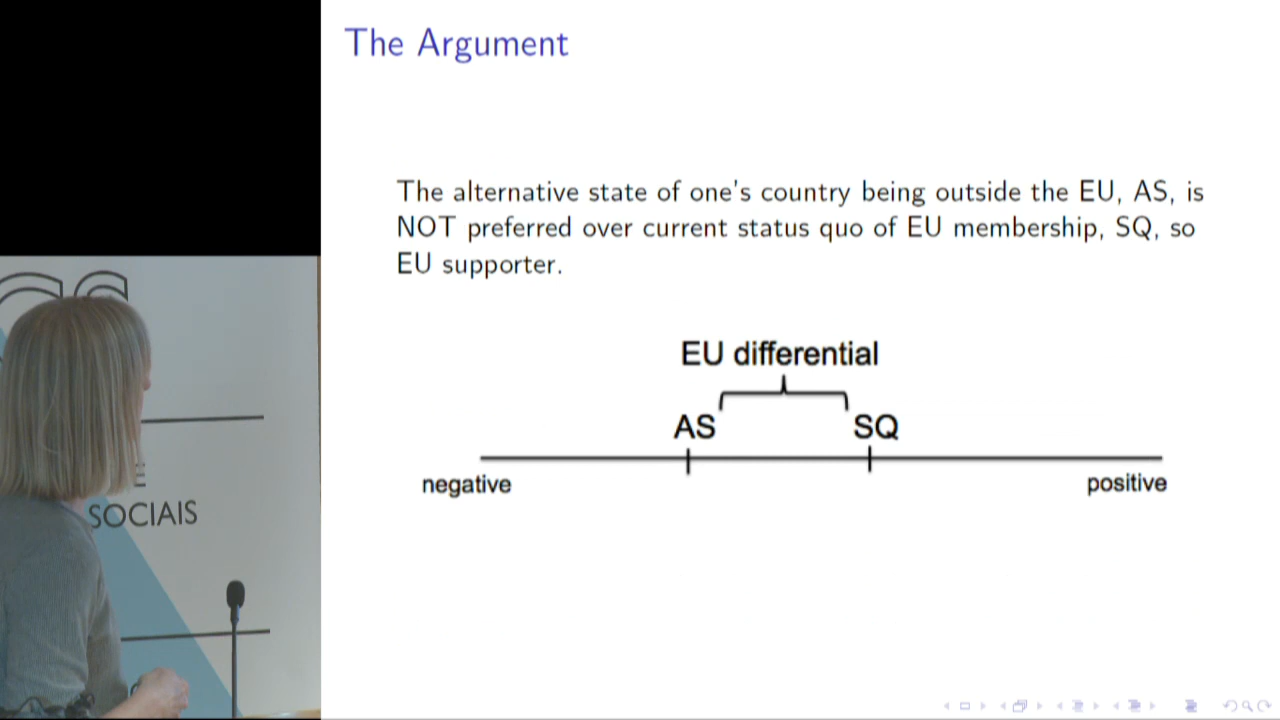 The Argument
The alternative state of one's country being outside the EU, AS, is
NOT preferred over current status quo of EU membership, SQ, so
EU supporter.
EU differential
AS
SQ
negative
positive
SOCIAIS